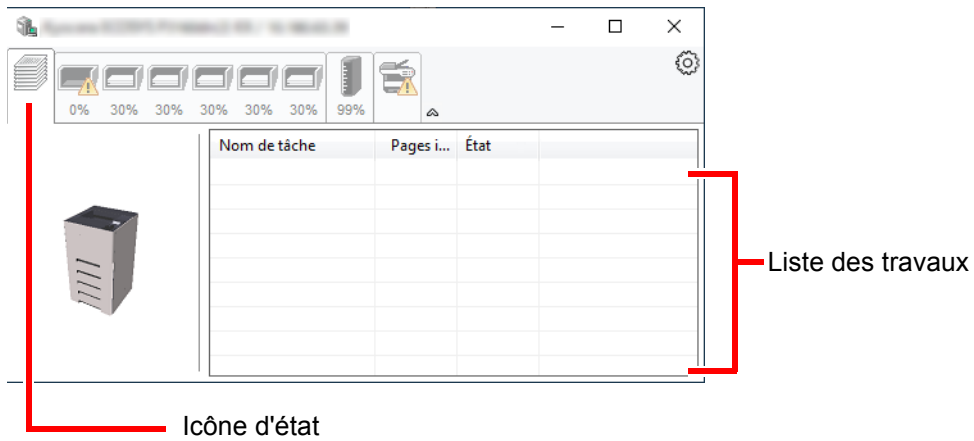 0% 30% 30% 30% 30% 30% 99%
Nom de tâche Pages i... État
Liste des travaux
Icône d'état